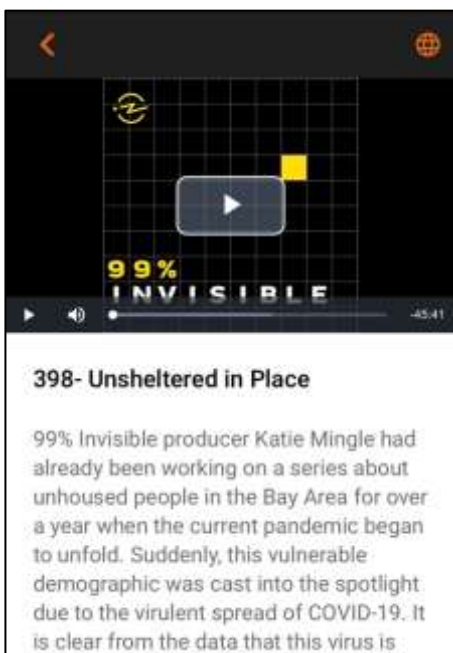 99%
INVISIBLE
-45:41
398- Unsheltered in Place
99% Invisible producer Katie Mingle had
already been working on a series about
unhoused people in the Bay Area for over
a year when the current pandemic began
to unfold. Suddenly, this vulnerable
demographic was cast into the spotlight
due to the virulent spread of COVID-19. It
is clear from the data that this virus is